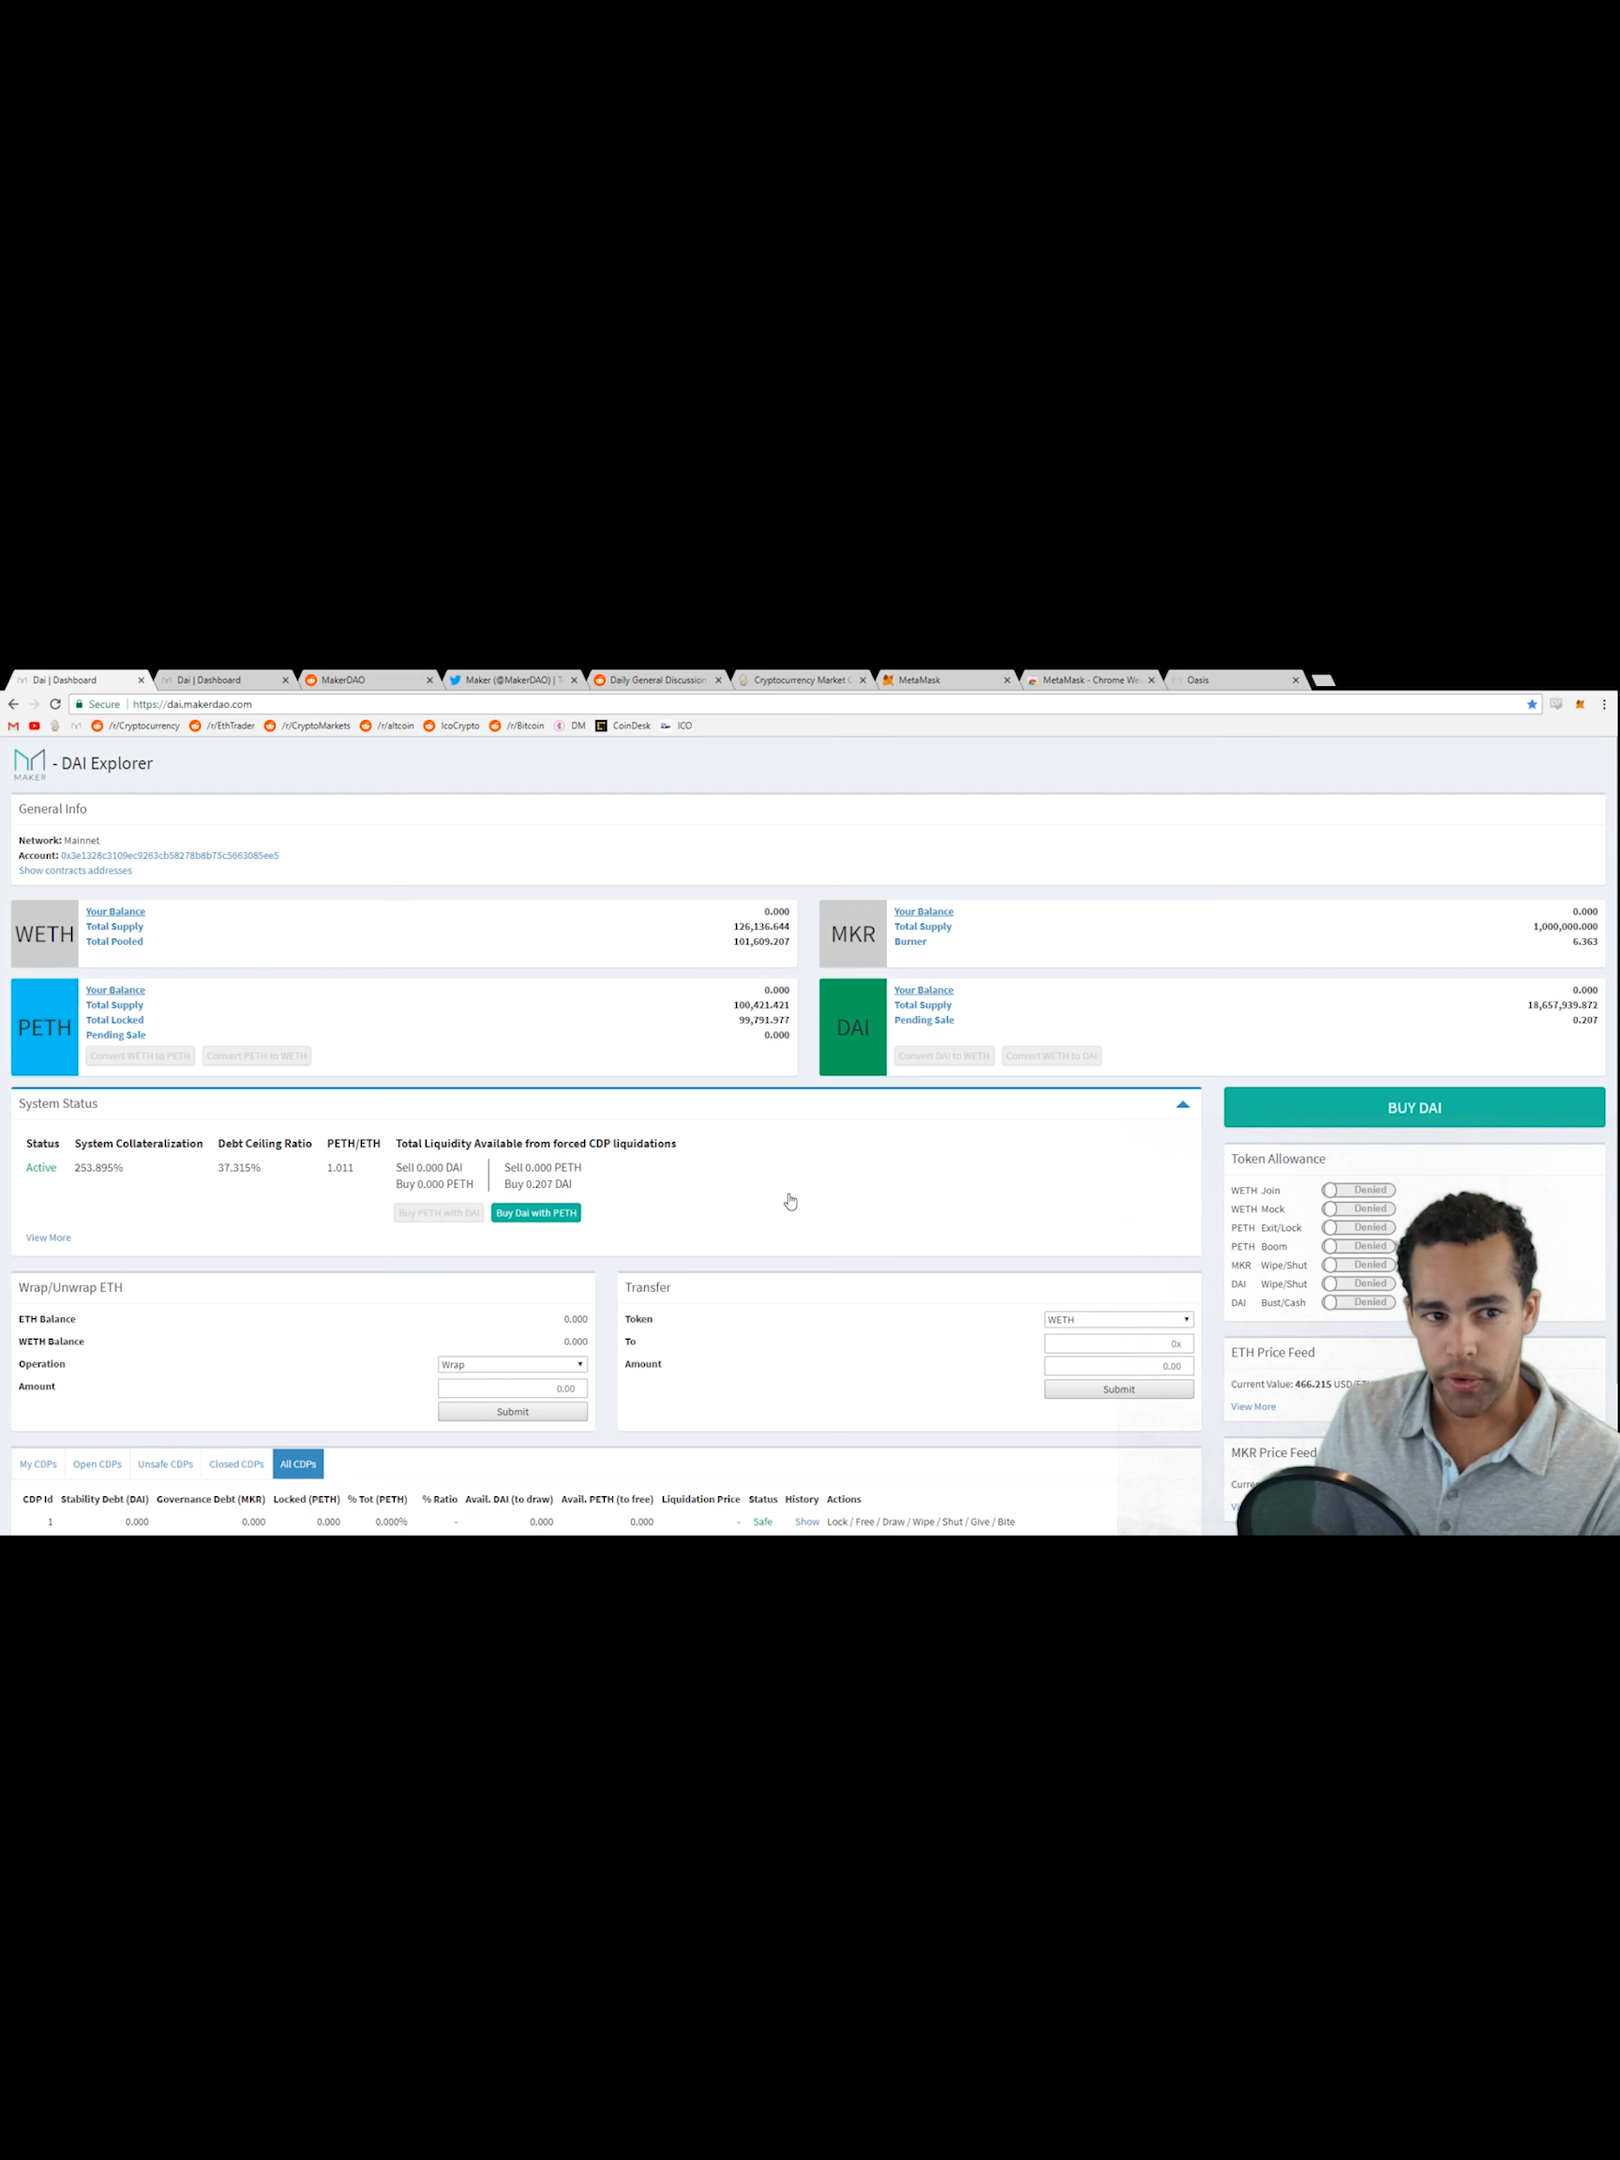 Dai | Dashboard
Dai | Dashboard
MakerDAO
Maker (@MakerDAO) | T
Daily General Discussion
Cryptocurrency Market C
MetaMask
MetaMask - Chrome We
Oasis
Secure | https://dai.makerdao.com
/r/Cryptocurrency
/r/EthTrader
/r/CryptoMarkets
/r/altcoin
IcoCrypto
/r/Bitcoin
DM
CoinDesk
ICO
MAKER
- DAI Explorer
General Info
Network: Mainnet
Account: 0x3e1328c3109ec9263cb58278b8b75c5663085ee5
Show contracts addresses
WETH
Your Balance 0.000
Total Supply 126,136.644
Total Pooled 101,609.207
MKR
Your Balance 0.000
Total Supply 1,000,000.000
Burner 6.363
PETH
Your Balance 0.000
Total Supply 100,421.421
Total Locked 99,791.977
Pending Sale 0.000
Convert WETH to PETH Convert PETH to WETH
DAI
Your Balance 0.000
Total Supply 18,657,939.872
Pending Sale 0.207
Convert DAI to WETH Convert WETH to DAI
System Status
Status System Collateralization Debt Ceiling Ratio PETH/ETH Total Liquidity Available from forced CDP liquidations
Active 253.895% 37.315% 1.011 Sell 0.000 DAI Sell 0.000 PETH
Buy 0.000 PETH Buy 0.207 DAI
Buy PETH with DAI Buy Dai with PETH
View More
BUY DAI
Token Allowance
WETH Join Denied
WETH Mock Denied
PETH Exit/Lock Denied
PETH Boom Denied
MKR Wipe/Shut Denied
DAI Wipe/Shut Denied
DAI Bust/Cash Denied
Wrap/Unwrap ETH
ETH Balance 0.000
WETH Balance 0.000
Operation Wrap
Amount 0.00
Submit
Transfer
Token WETH
To 0x
Amount 0.00
Submit
ETH Price Feed
Current Value: 466.215 USD/ET
View More
MKR Price Feed
Curre
My CDPs Open CDPs Unsafe CDPs Closed CDPs All CDPs
CDP Id Stability Debt (DAI) Governance Debt (MKR) Locked (PETH) % Tot (PETH) % Ratio Avail. DAI (to draw) Avail. PETH (to free) Liquidation Price Status History Actions
1 0.000 0.000 0.000 0.000% - 0.000 0.000 - Safe Show Lock / Free / Draw / Wipe / Shut / Give / Bite